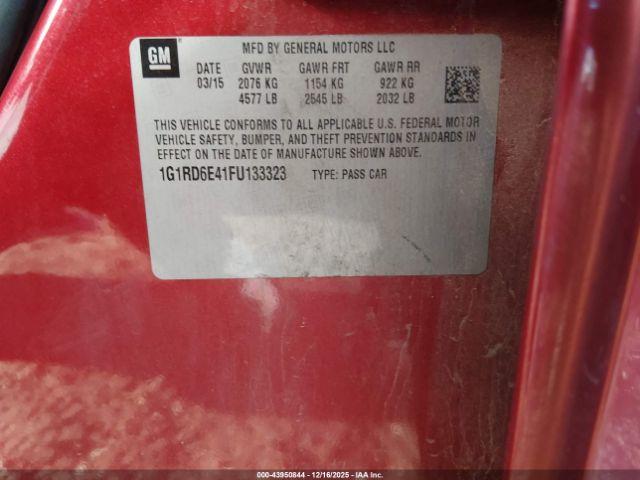 GM
MFD BY GENERAL MOTORS LLC
DATE GVWR GAWR FRT GAWR RR
03/15 2076 KG 1154 KG 922 KG
4577 LB 2545 LB 2032 LB
THIS VEHICLE CONFORMS TO ALL APPLICABLE U.S. FEDERAL MOTOR
VEHICLE SAFETY, BUMPER, AND THEFT PREVENTION STANDARDS IN
EFFECT ON THE DATE OF MANUFACTURE SHOWN ABOVE.
1G1RD6E41FU133323 TYPE: PASS CAR
000-43950844 - 12/16/2025 - IAA Inc.